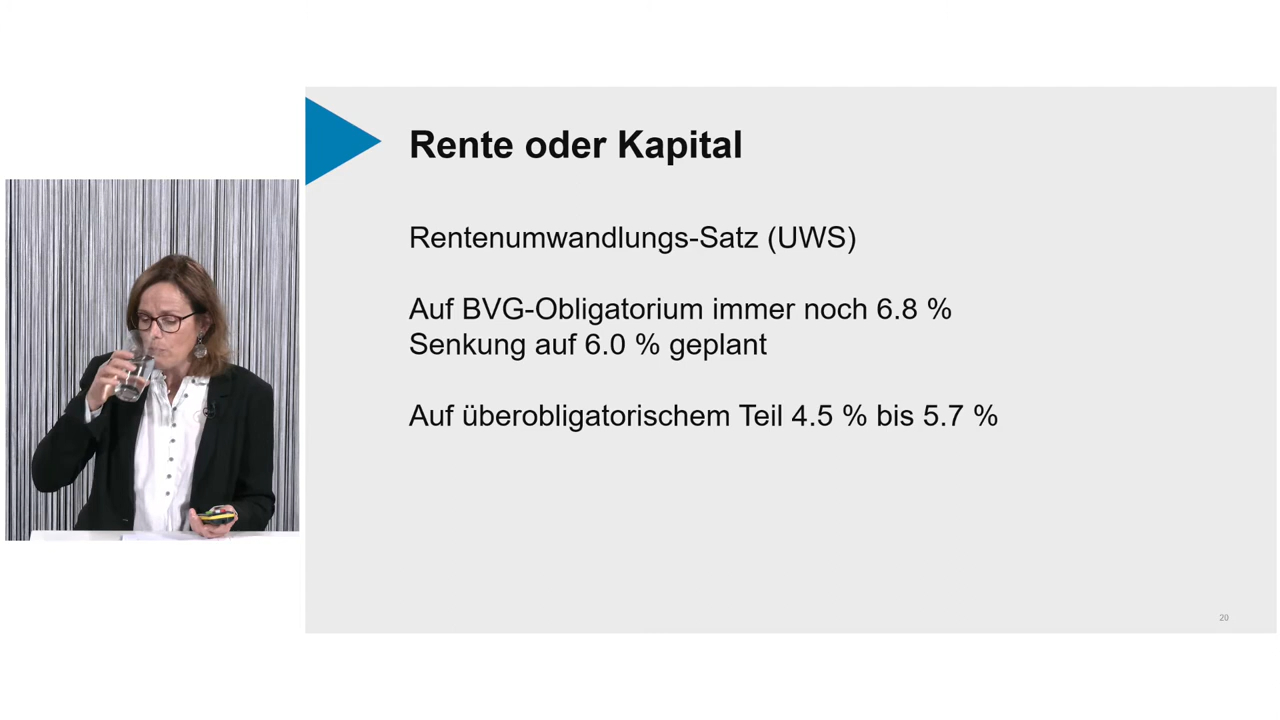 Rente oder Kapital
Rentenumwandlungs-Satz (UWS)
Auf BVG-Obligatorium immer noch 6.8 %
Senkung auf 6.0 % geplant
Auf überobligatorischem Teil 4.5 % bis 5.7 %
20